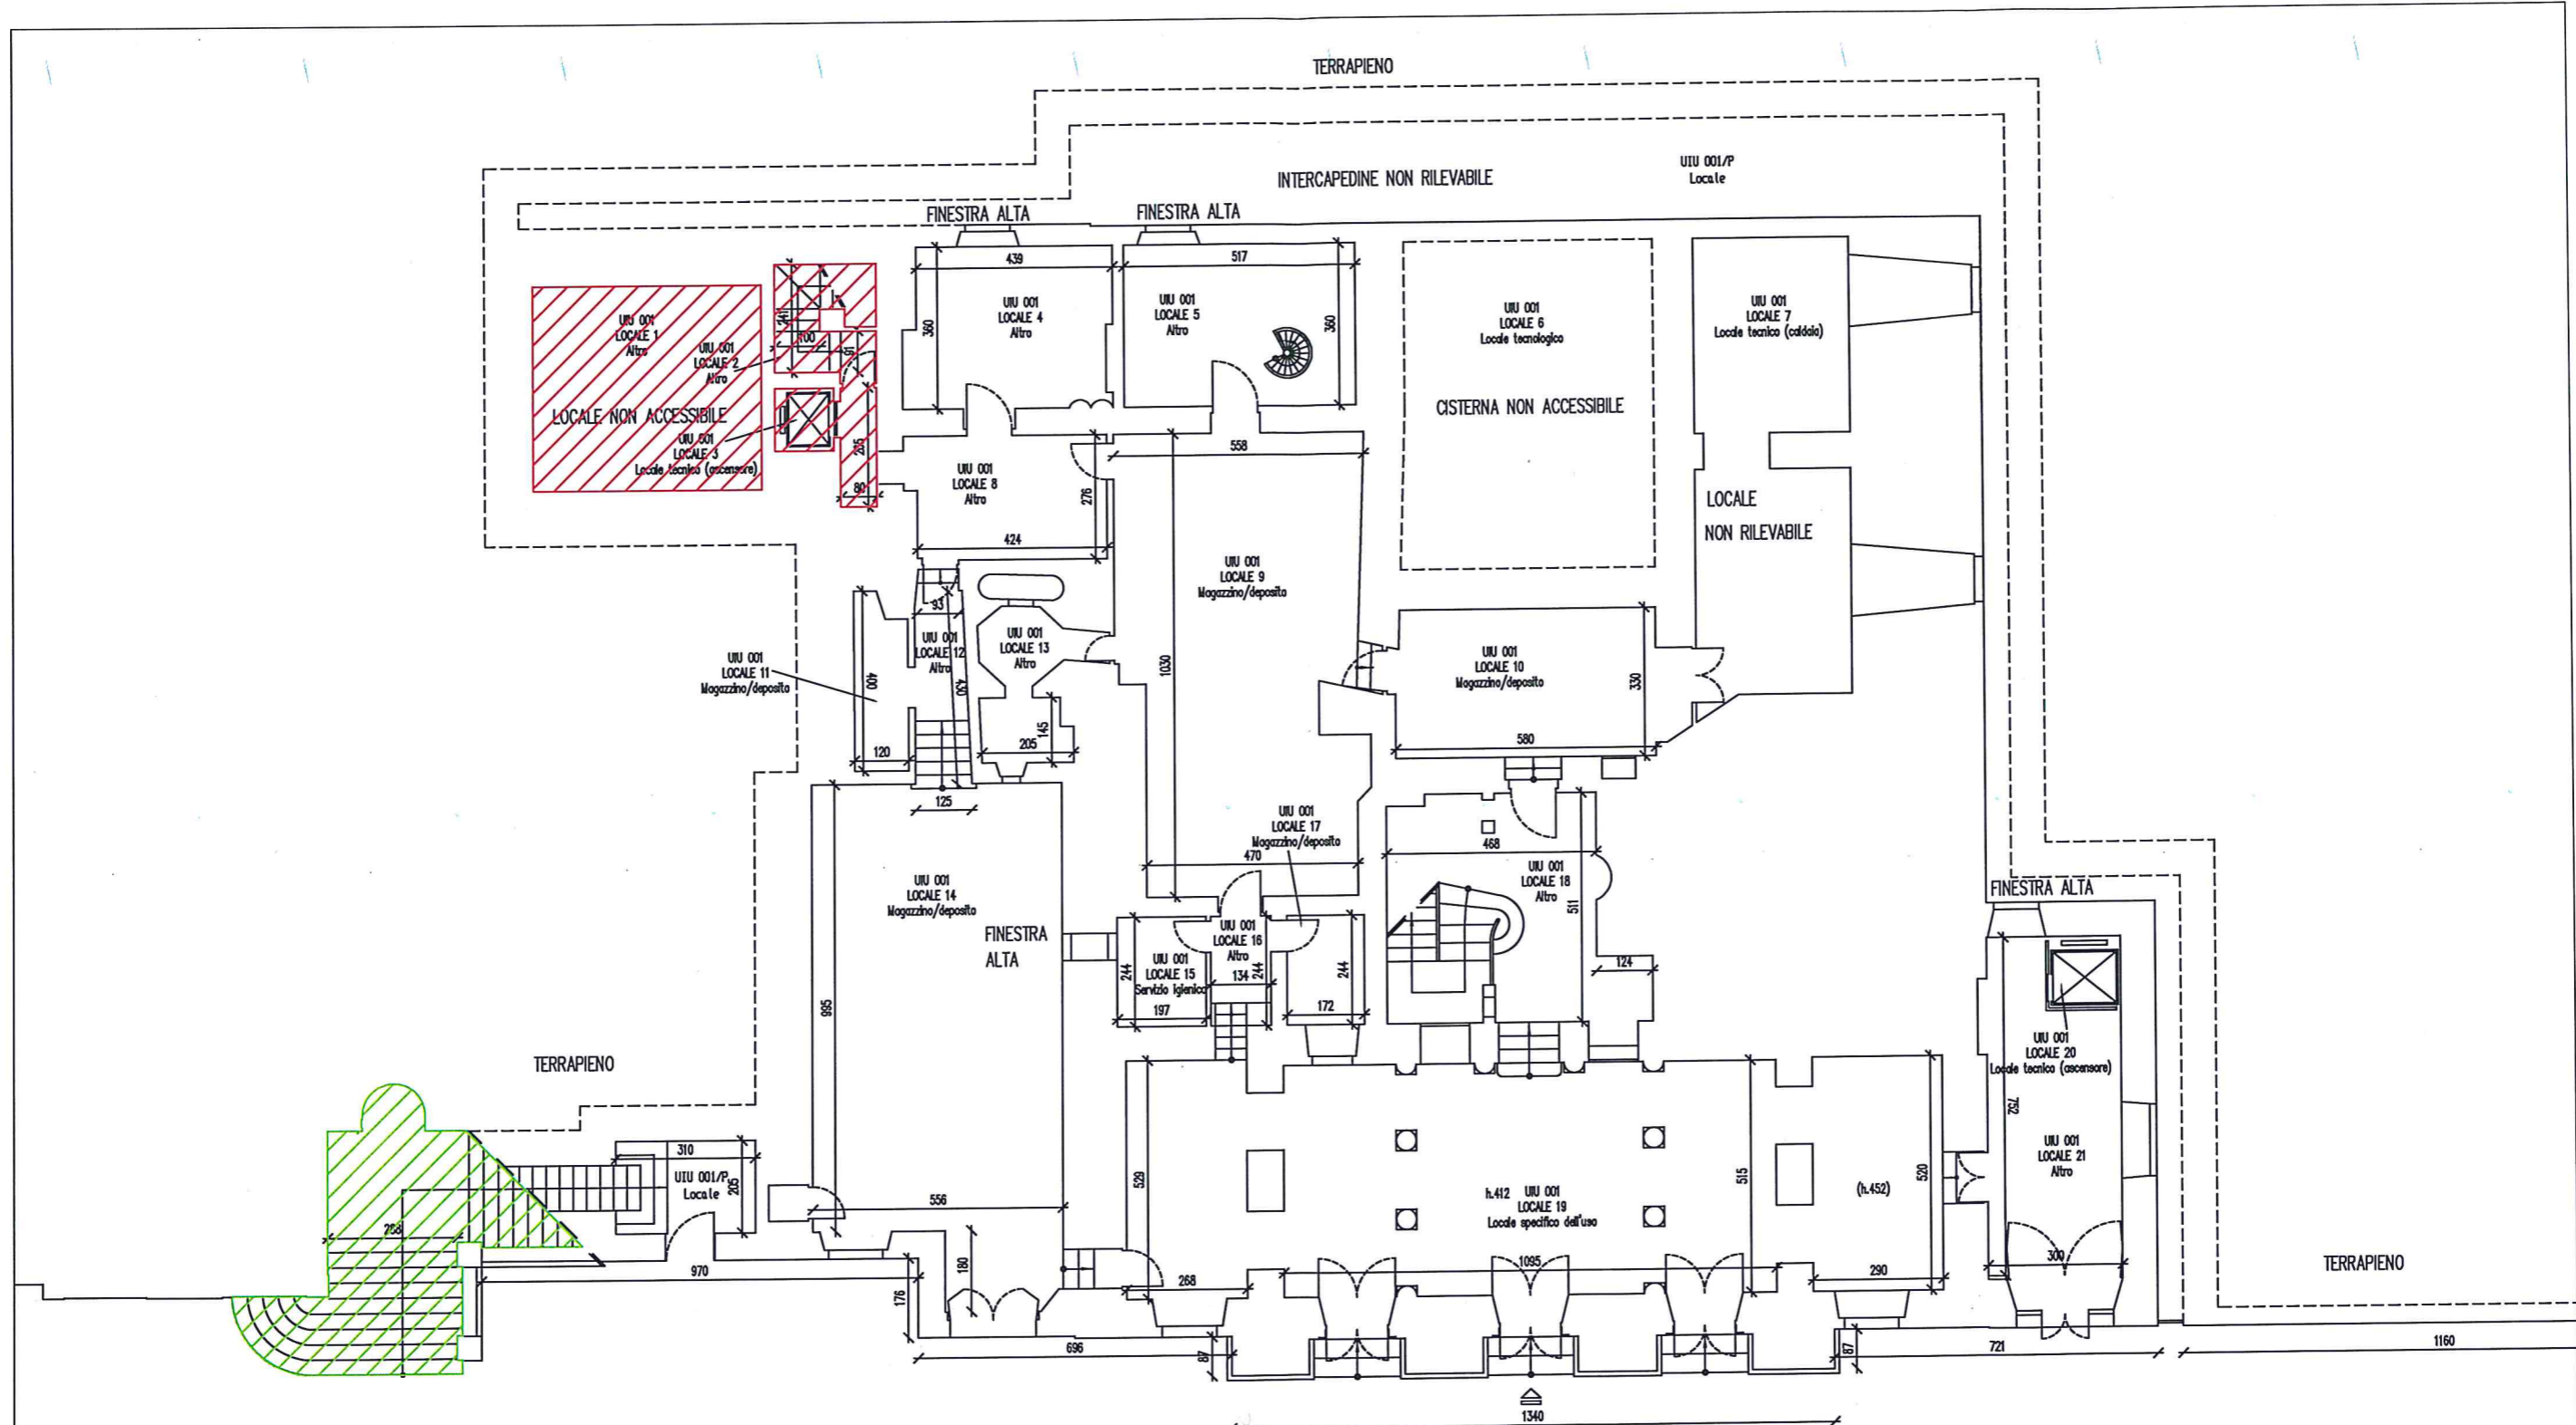 TERRAPIENO
INTERCAPEDINE NON RILEVABILE
UIU 001/P
Locale
FINESTRA ALTA
FINESTRA ALTA
439
517
360
360
UIU 001
LOCALE 1
Altro
LOCALE NON ACCESSIBILE
241
100
UIU 001
LOCALE 2
Altro
UIU 001
LOCALE 3
Locale tecnico (ascensore)
205
80
UIU 001
LOCALE 4
Altro
UIU 001
LOCALE 5
Altro
UIU 001
LOCALE 6
Locale tecnologico
CISTERNA NON ACCESSIBILE
UIU 001
LOCALE 7
Locale tecnico (caldaia)
LOCALE
NON RILEVABILE
UIU 001
LOCALE 8
Altro
276
424
558
UIU 001
LOCALE 9
Magazzino/deposito
1030
93
UIU 001
LOCALE 12
Altro
430
UIU 001
LOCALE 13
Altro
145
205
UIU 001
LOCALE 11
Magazzino/deposito
400
120
125
UIU 001
LOCALE 10
Magazzino/deposito
330
580
UIU 001
LOCALE 17
Magazzino/deposito
470
468
UIU 001
LOCALE 18
Altro
511
124
UIU 001
LOCALE 14
Magazzino/deposito
FINESTRA
ALTA
995
556
UIU 001
LOCALE 15
Servizio igienico
244
197
UIU 001
LOCALE 16
Altro
134
244
244
172
FINESTRA ALTA
UIU 001
LOCALE 20
Locale tecnico (ascensore)
752
UIU 001
LOCALE 21
Altro
300
TERRAPIENO
310
UIU 001/P
Locale
205
268
529
h.412
UIU 001
LOCALE 19
Locale specifico dell'uso
515
(h.452)
520
TERRAPIENO
970
176
180
268
1095
290
696
87
87
721
1160
1340